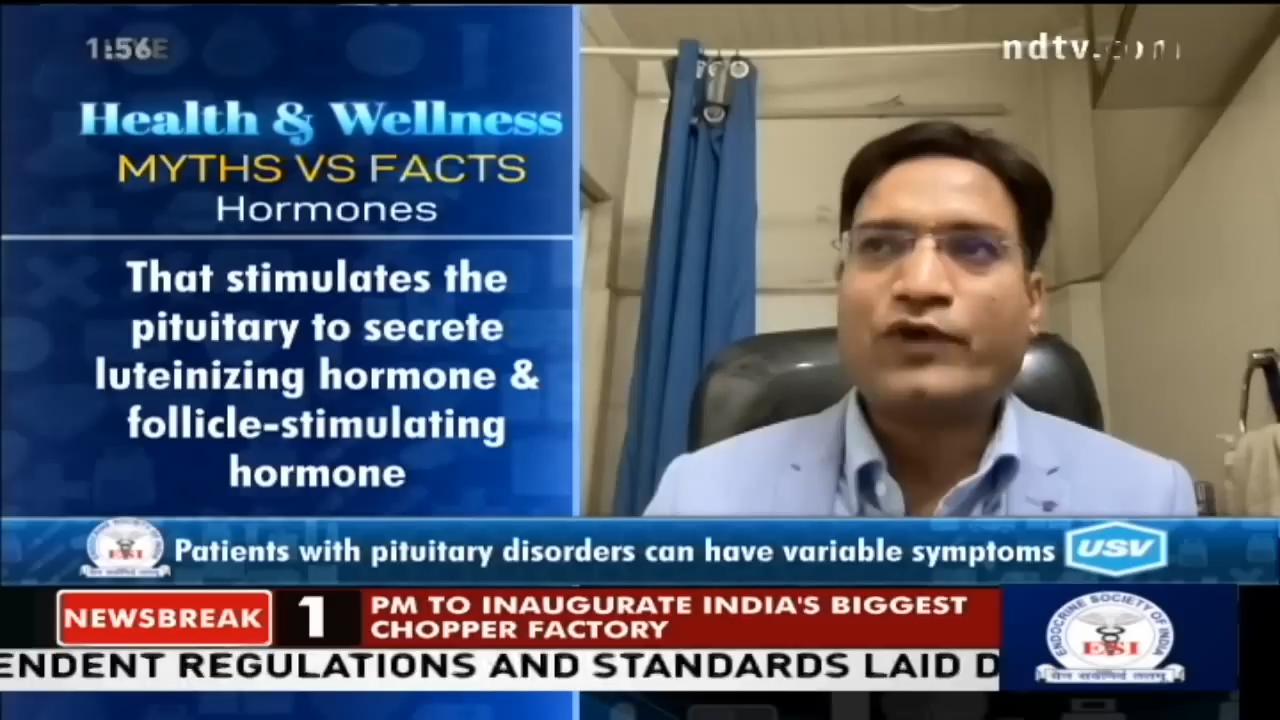 1:56
ndtv.com
Health & Wellness
MYTHS VS FACTS
Hormones
That stimulates the
pituitary to secrete
luteinizing hormone &
follicle-stimulating
hormone
ESI
Patients with pituitary disorders can have variable symptoms
USV
NEWSBREAK
1
PM TO INAUGURATE INDIA'S BIGGEST
CHOPPER FACTORY
ENDENT REGULATIONS AND STANDARDS LAID D
ENDOCRINE SOCIETY OF INDIA
ESI